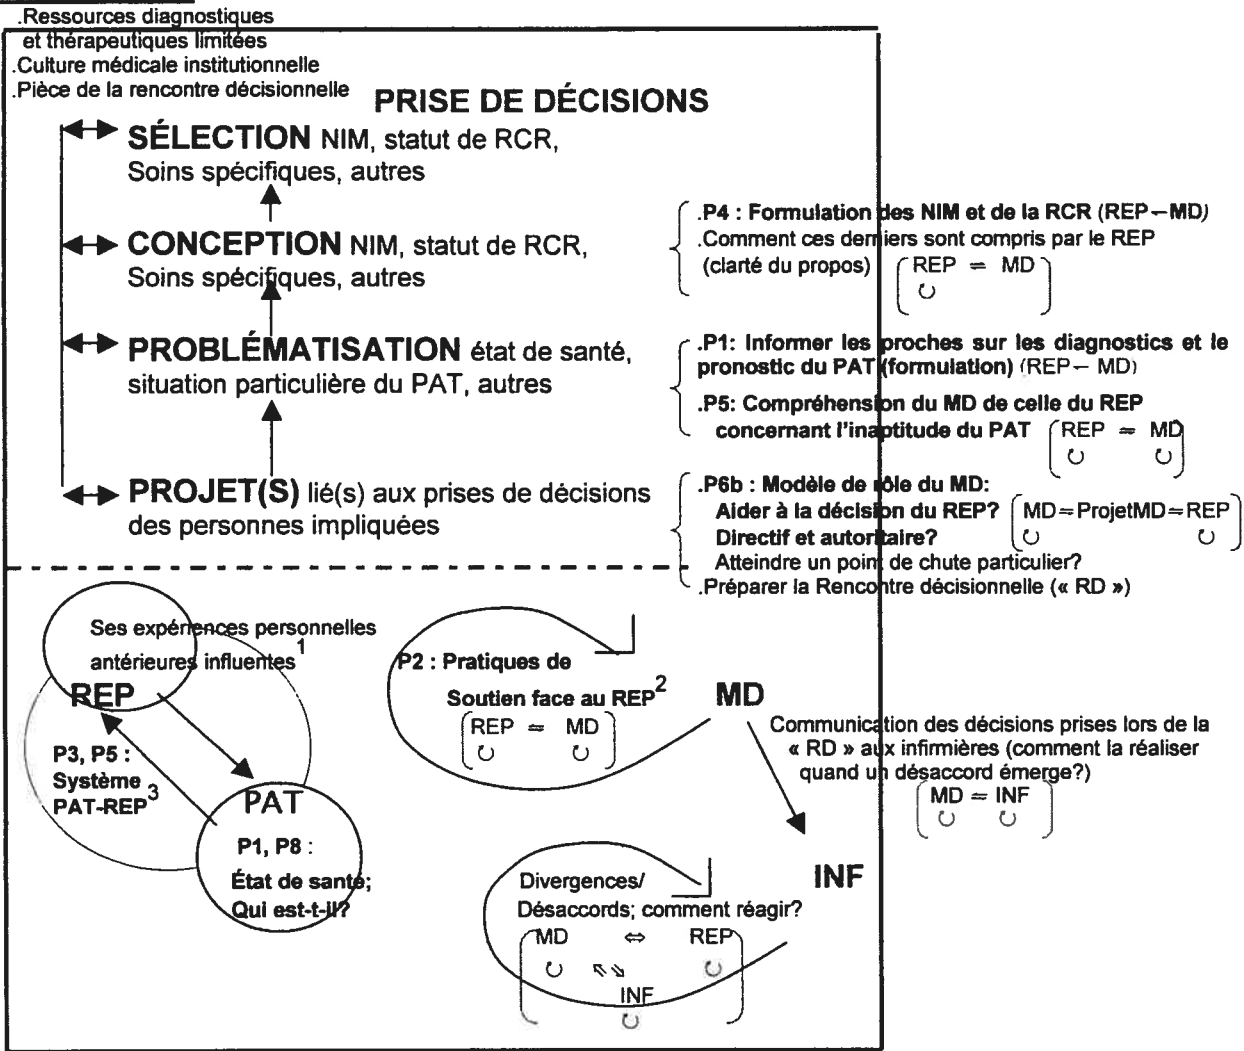 .Ressources diagnostiques
et thérapeutiques limitées
.Culture médicale institutionnelle
.Pièce de la rencontre décisionnelle
PRISE DE DÉCISIONS
SÉLECTION NIM, statut de RCR,
Soins spécifiques, autres
CONCEPTION NIM, statut de RCR,
Soins spécifiques, autres
PROBLÉMATISATION état de santé,
situation particulière du PAT, autres
PROJET(S) lié(s) aux prises de décisions
des personnes impliquées
.P4 : Formulation des NIM et de la RCR (REP–MD)
.Comment ces derniers sont compris par le REP
(clarté du propos)
REP = MD
↻
.P1: Informer les proches sur les diagnostics et le
pronostic du PAT (formulation) (REP– MD)
.P5: Compréhension du MD de celle du REP
concernant l'inaptitude du PAT
REP = MD
↻ ↻
.P6b : Modèle de rôle du MD:
Aider à la décision du REP?
Directif et autoritaire?
MD=ProjetMD=REP
↻ ↻
Atteindre un point de chute particulier?
.Préparer la Rencontre décisionnelle (« RD »)
Ses expériences personnelles
antérieures influentes1
REP
P3, P5 :
Système
PAT-REP3
PAT
P1, P8 :
État de santé;
Qui est-t-il?
P2 : Pratiques de
Soutien face au REP2
REP = MD
↻ ↻
MD
Communication des décisions prises lors de la
« RD » aux infirmières (comment la réaliser
quand un désaccord émerge?)
MD = INF
↻ ↻
INF
Divergences/
Désaccords; comment réagir?
MD ⇔ REP
↻ ⇖⇘ ↻
INF
↻